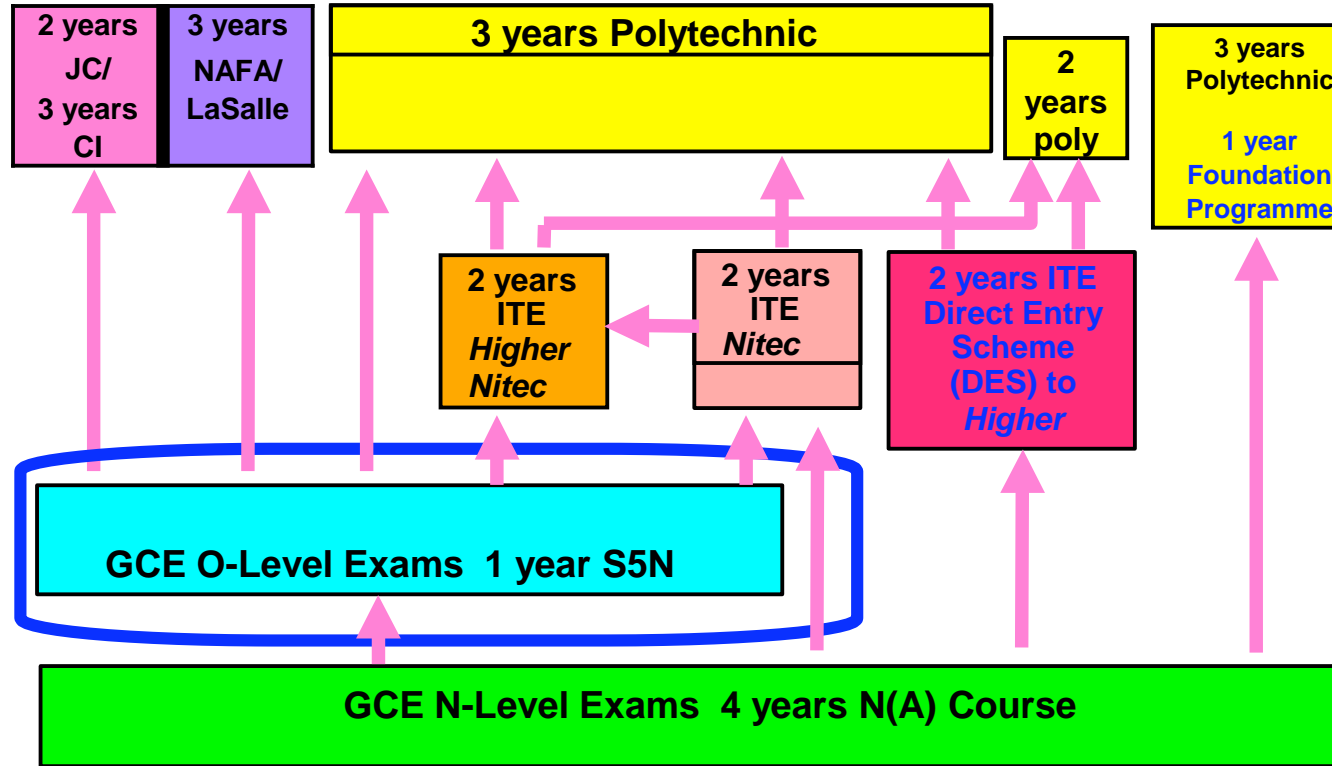 2 years
JC/
3 years
CI
3 years
NAFA/
LaSalle
3 years Polytechnic
2
years
poly
3 years
Polytechnic
1 year
Foundation
Programme
2 years
ITE
Higher
Nitec
2 years
ITE
Nitec
2 years ITE
Direct Entry
Scheme
(DES) to
Higher
GCE O-Level Exams 1 year S5N
GCE N-Level Exams 4 years N(A) Course